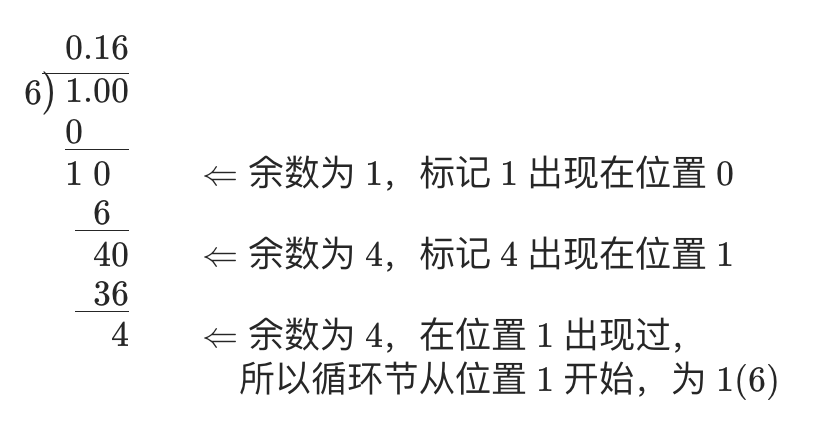 0.16
6) 1.00
0
1 0 ⇐ 余数为 1，标记 1 出现在位置 0
6
40 ⇐ 余数为 4，标记 4 出现在位置 1
36
4 ⇐ 余数为 4，在位置 1 出现过，
所以循环节从位置 1 开始，为 1(6)